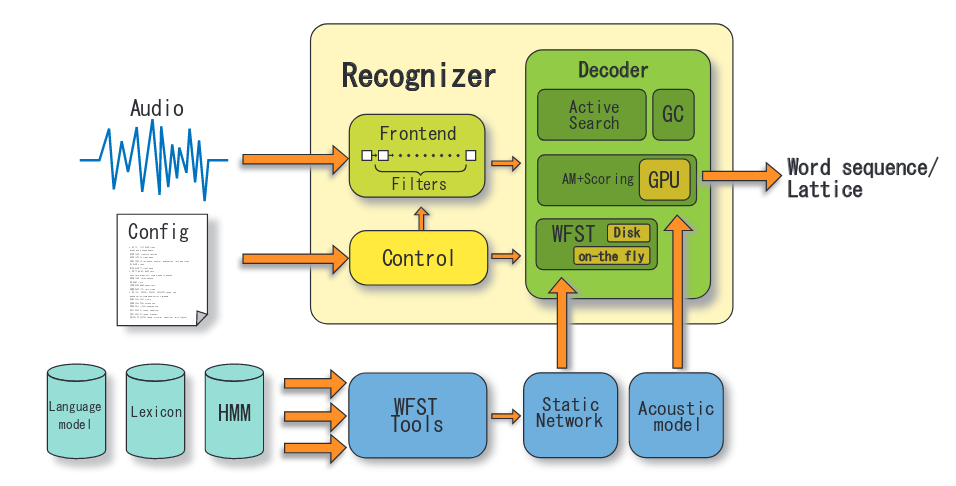 Recognizer
Decoder
Active
Search
GC
Audio
Frontend
Filters
AM+Scoring
GPU
Word sequence/
Lattice
Config
Control
WFST
Disk
on-the fly
Language
model
Lexicon
HMM
WFST
Tools
Static
Network
Acoustic
model